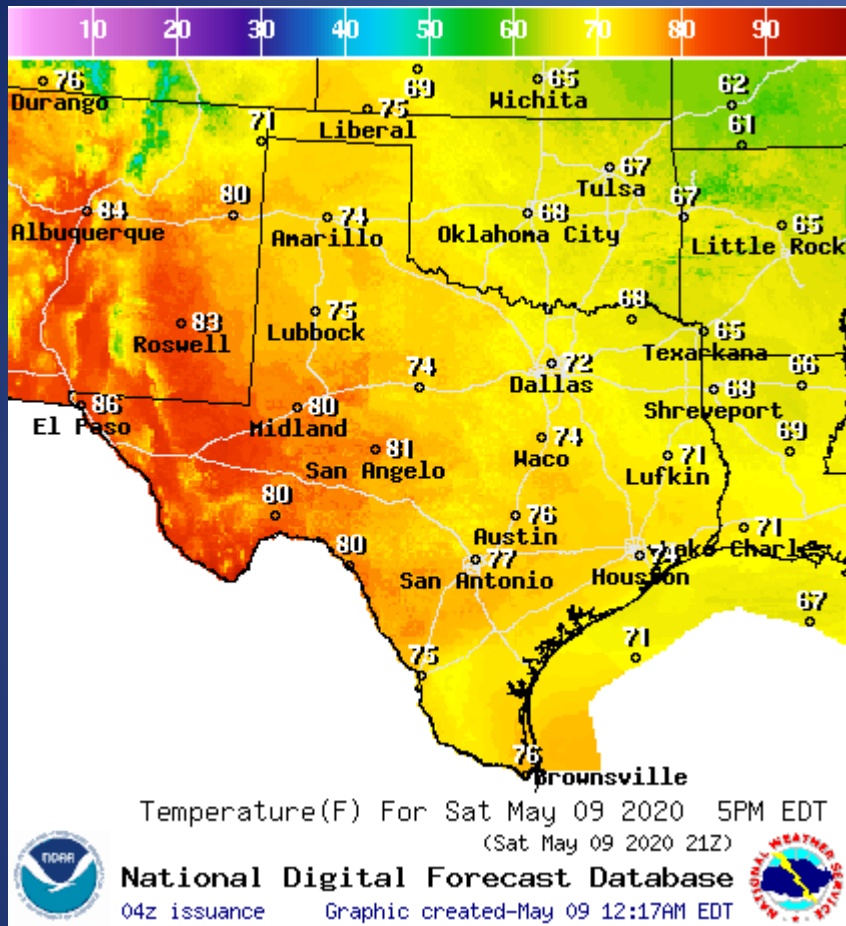 10 20 30 40 50 60 70 80 90
76 69 65 62
Durango 75 Wichita
71 Liberal 61
67
Tulsa
84 80 74 68 67 65
Albuquerque Amarillo Oklahoma City Little Rock
83 75 68 65
Roswell Lubbock Texarkana
74 72 66
Dallas
86 80 68
El Paso Midland Shreveport
81 74 71 69
San Angelo Waco Lufkin
80 76 71
Austin
80 77 74 Lake Charles
San Antonio Houston
67
75 71
76
Brownsville
Temperature(F) For Sat May 09 2020 5PM EDT
(Sat May 09 2020 21Z)
National Digital Forecast Database
04z issuance Graphic created-May 09 12:17AM EDT
NOAA
NATIONAL WEATHER SERVICE